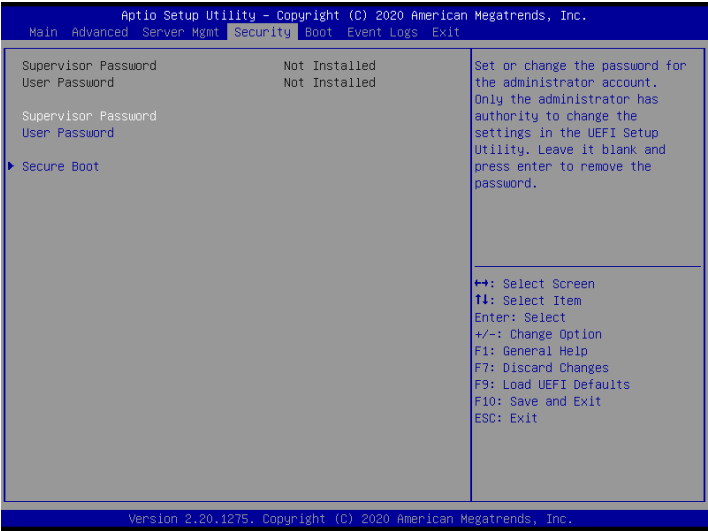 Aptio Setup Utility – Copyright (C) 2020 American Megatrends, Inc.
Main Advanced Server Mgmt Security Boot Event Logs Exit
Supervisor Password Not Installed
User Password Not Installed
Supervisor Password
User Password
Secure Boot
Set or change the password for
the administrator account.
Only the administrator has
authority to change the
settings in the UEFI Setup
Utility. Leave it blank and
press enter to remove the
password.
↔: Select Screen
↑↓: Select Item
Enter: Select
+/-: Change Option
F1: General Help
F7: Discard Changes
F9: Load UEFI Defaults
F10: Save and Exit
ESC: Exit
Version 2.20.1275. Copyright (C) 2020 American Megatrends, Inc.